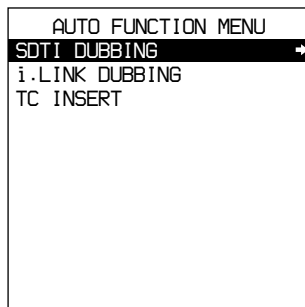 AUTO FUNCTION MENU
SDTI DUBBING →
i.LINK DUBBING
TC INSERT